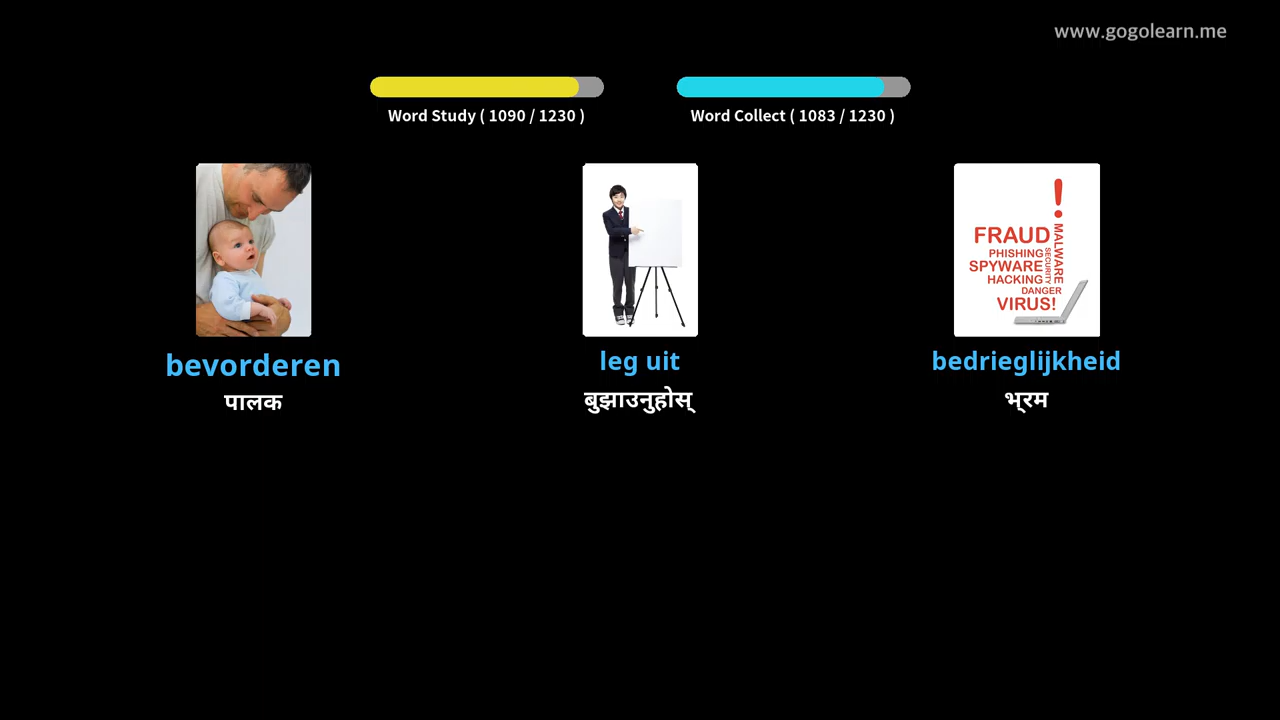 www.gogolearn.me
Word Study ( 1090 / 1230 )
Word Collect ( 1083 / 1230 )
FRAUD
PHISHING
SPYWARE
HACKING
DANGER
VIRUS!
MALWARE
SECURITY
!
bevorderen
leg uit
bedrieglijkheid
पालक
बुझाउनुहोस्
भ्रम